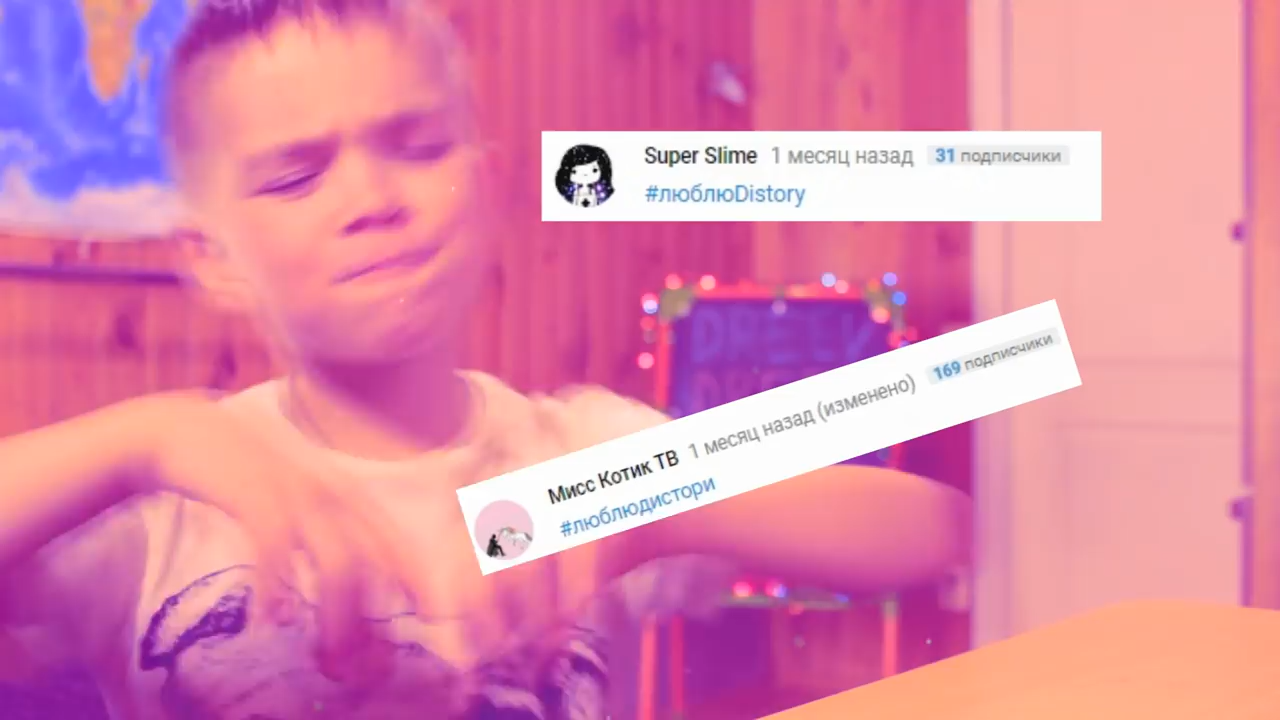 Super Slime 1 месяц назад 31 подписчики
#люблюDistory
Мисс Котик ТВ 1 месяц назад (изменено) 169 подписчики
#люблюдистори